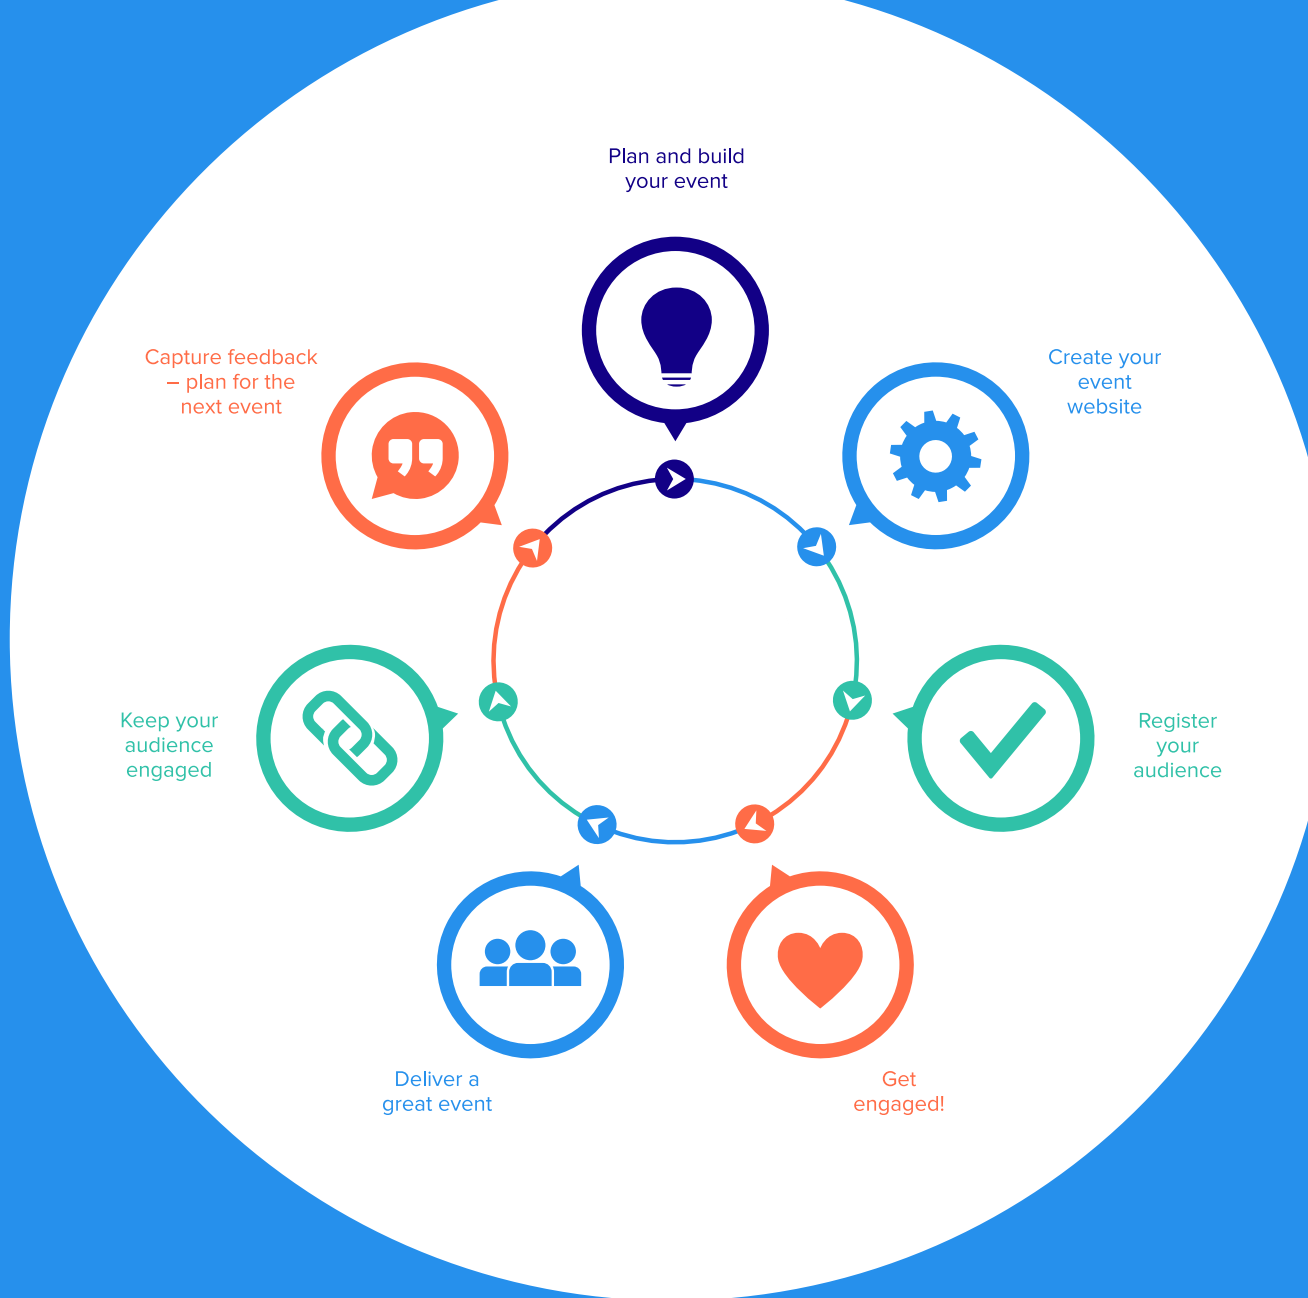 Plan and build
your event
Create your
event
website
Register
your
audience
Get
engaged!
Deliver a
great event
Keep your
audience
engaged
Capture feedback
– plan for the
next event